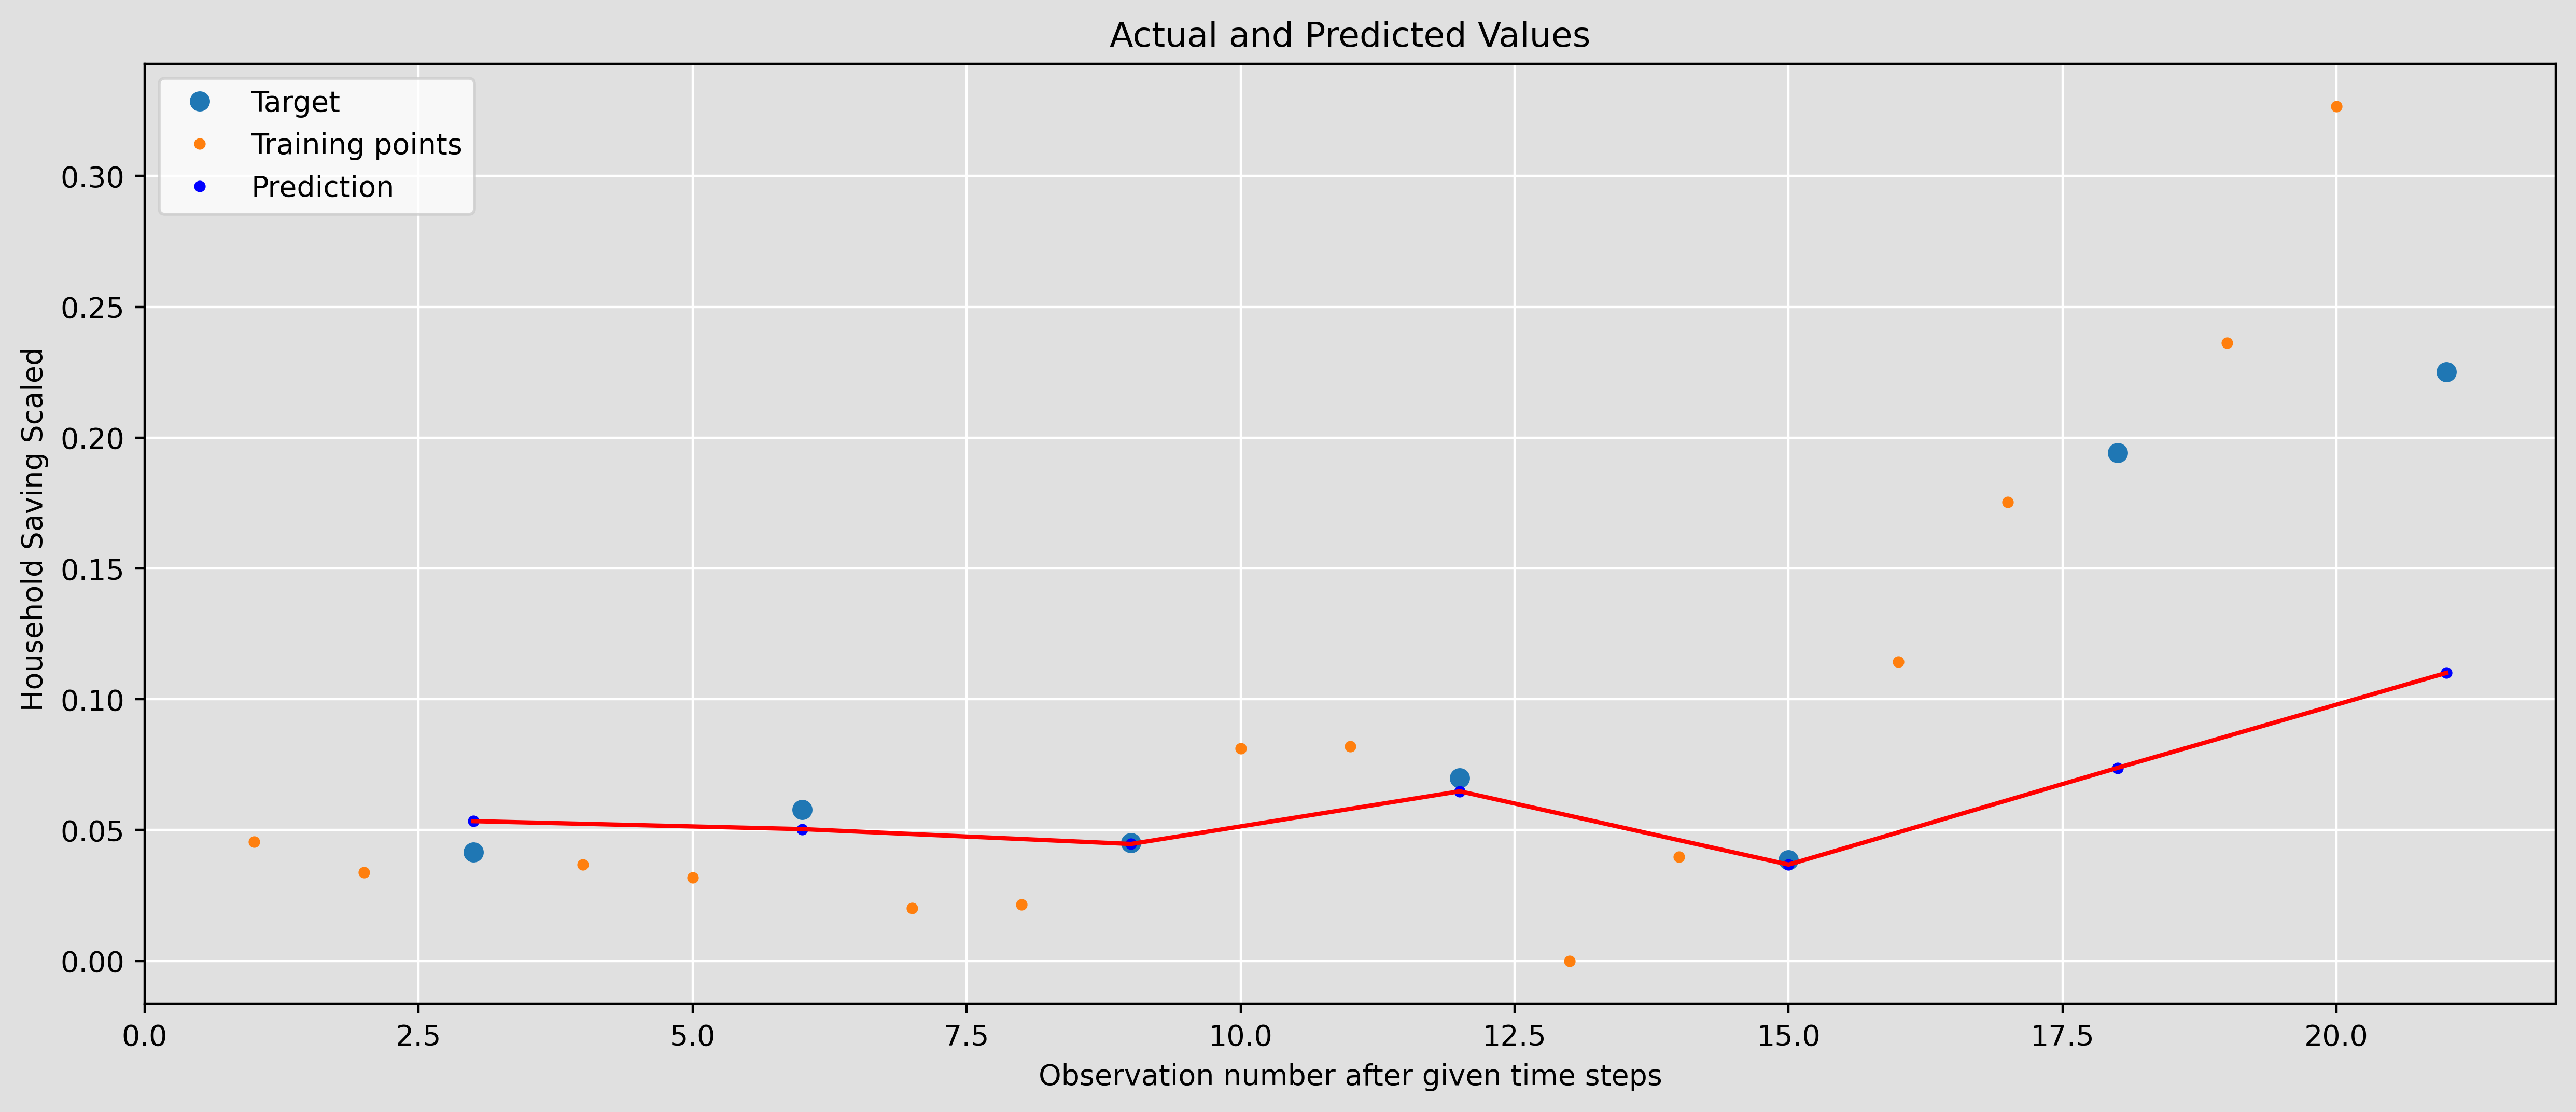 Actual and Predicted Values
Target
Training points
Prediction
Household Saving Scaled
0.30
0.25
0.20
0.15
0.10
0.05
0.00
0.0 2.5 5.0 7.5 10.0 12.5 15.0 17.5 20.0
Observation number after given time steps